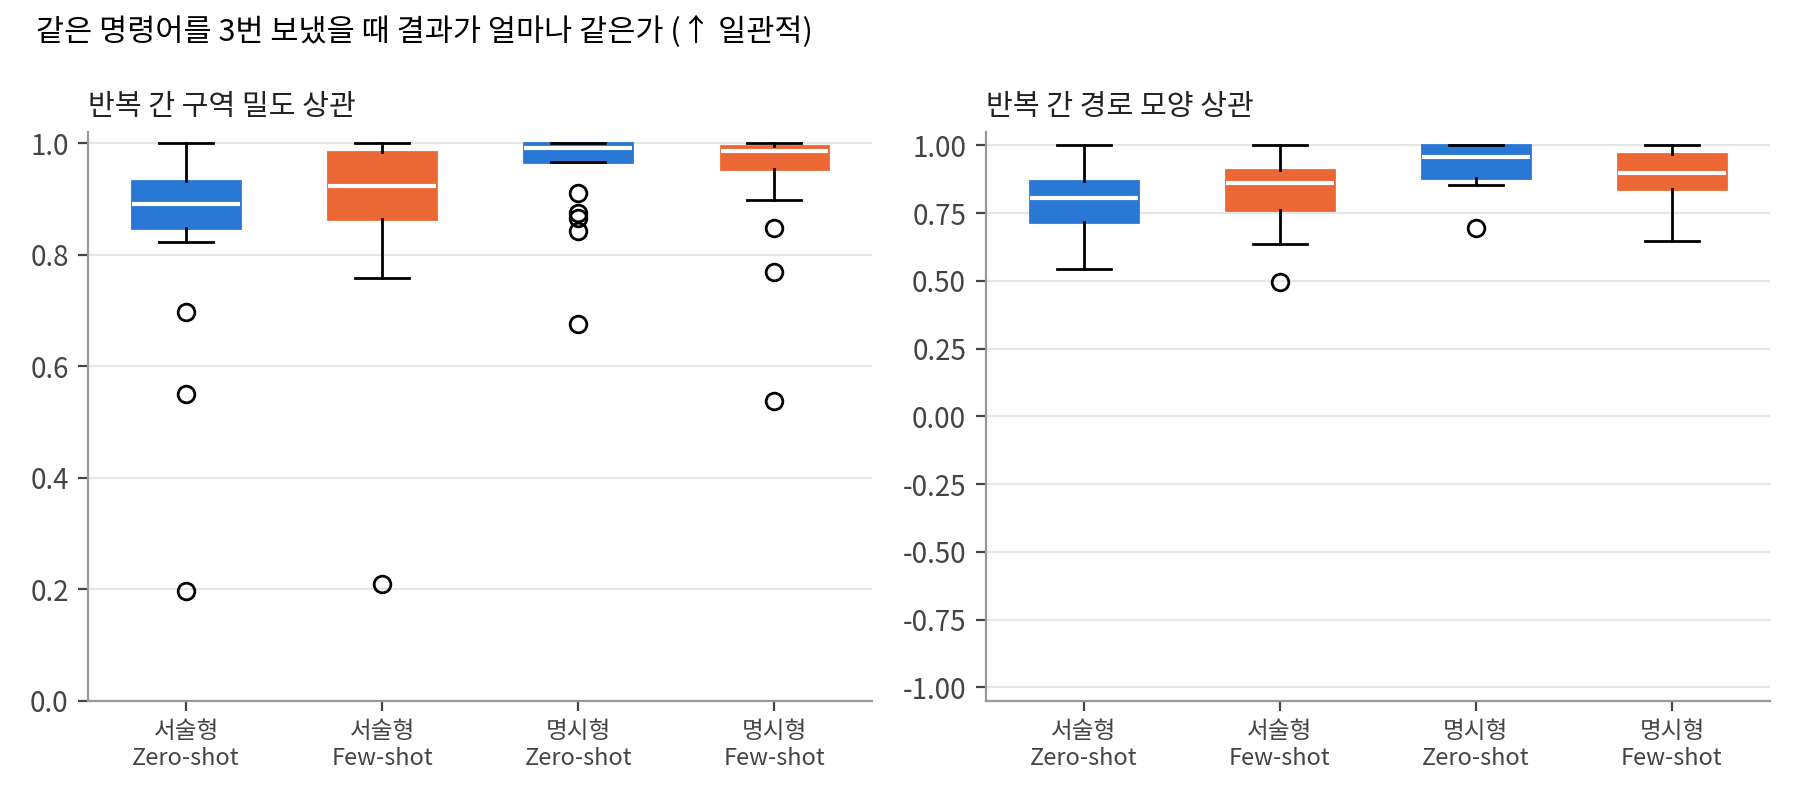 같은 명령어를 3번 보냈을 때 결과가 얼마나 같은가 (↑ 일관적)
반복 간 구역 밀도 상관
1.0
0.8
0.6
0.4
0.2
0.0
서술형
Zero-shot
서술형
Few-shot
명시형
Zero-shot
명시형
Few-shot
반복 간 경로 모양 상관
1.00
0.75
0.50
0.25
0.00
-0.25
-0.50
-0.75
-1.00
서술형
Zero-shot
서술형
Few-shot
명시형
Zero-shot
명시형
Few-shot